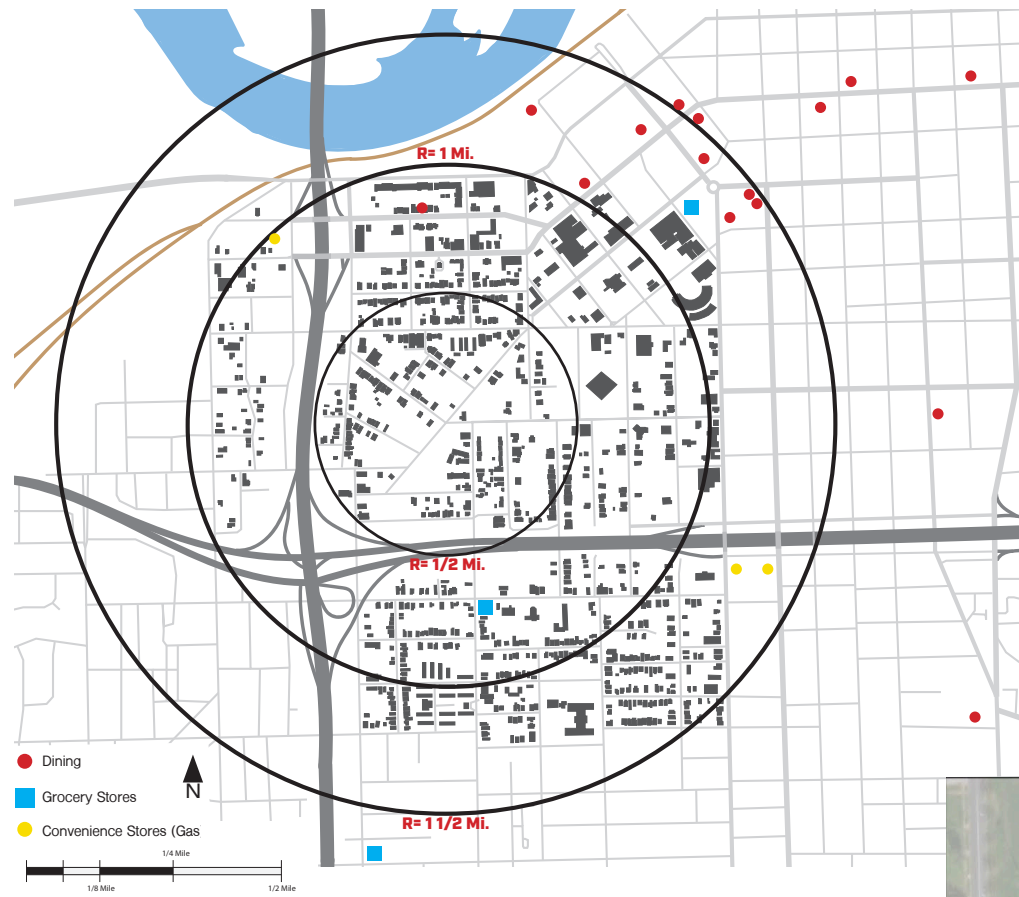 R= 1 Mi.
R= 1/2 Mi.
R= 1 1/2 Mi.
Dining
Grocery Stores
Convenience Stores (Gas
N
1/4 Mile
1/8 Mile
1/2 Mile